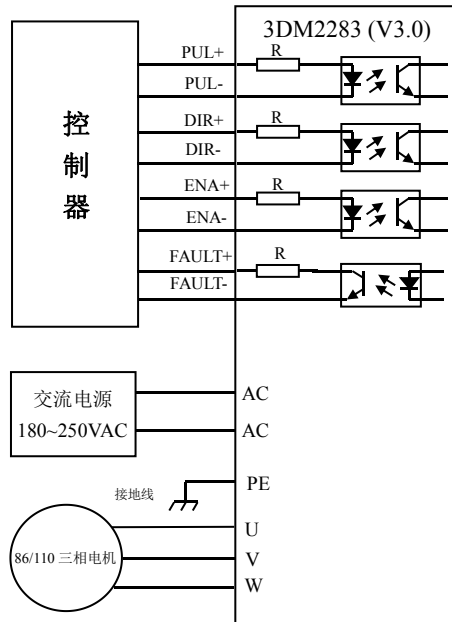 3DM2283 (V3.0)
PUL+
R
PUL-
DIR+
R
DIR-
控制器
ENA+
R
ENA-
FAULT+
R
FAULT-
交流电源
180~250VAC
AC
AC
接地线
PE
86/110 三相电机
U
V
W